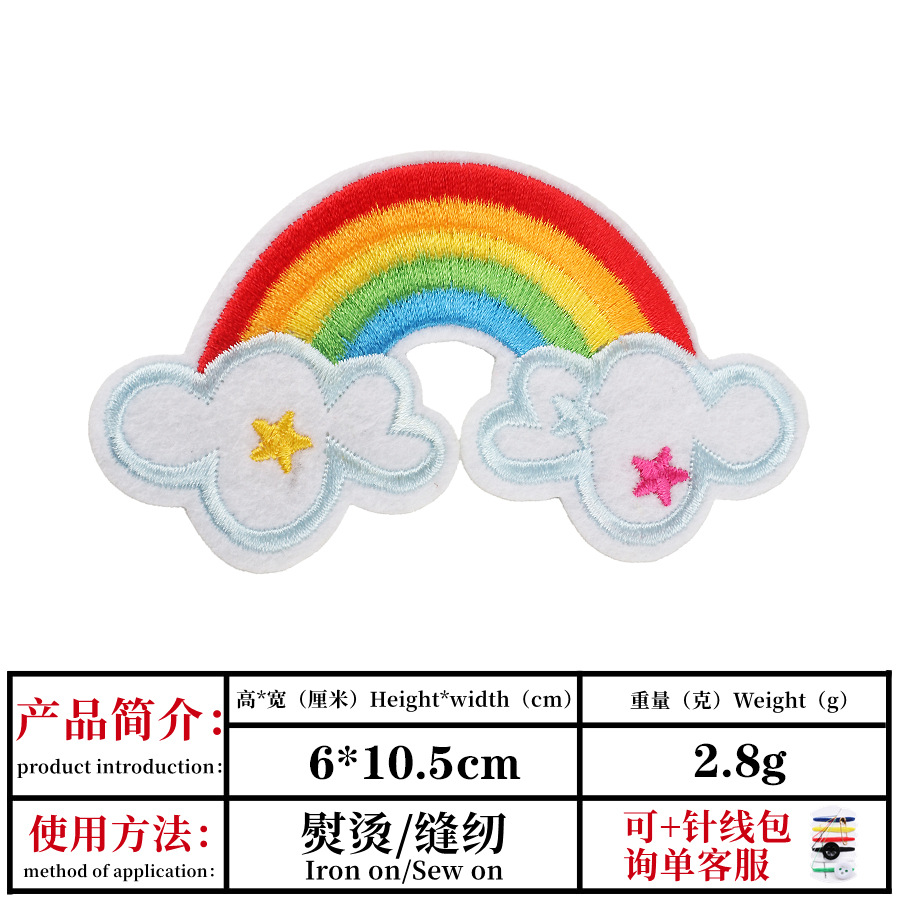 产品简介：
product introduction：
高*宽（厘米）Height*width（cm）
重量（克）Weight（g）
6*10.5cm
2.8g
使用方法：
method of application：
熨烫/缝纫
Iron on/Sew on
可+针线包
询单客服